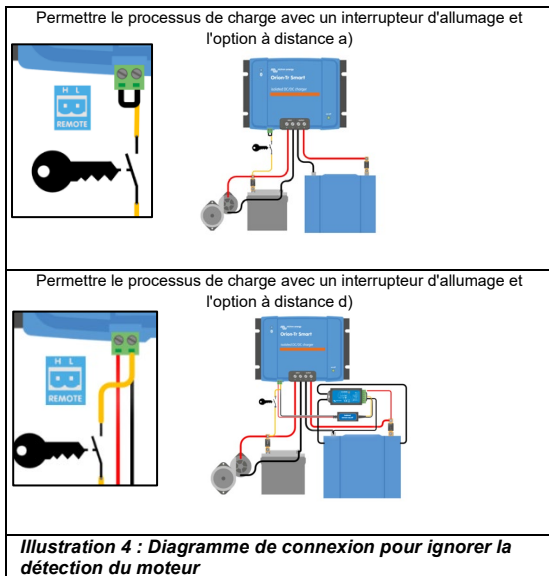 Permettre le processus de charge avec un interrupteur d'allumage et
l'option à distance a)
H L
REMOTE
Orion-Tr Smart
Permettre le processus de charge avec un interrupteur d'allumage et
l'option à distance d)
H L
REMOTE
Orion-Tr Smart
Illustration 4 : Diagramme de connexion pour ignorer la
détection du moteur